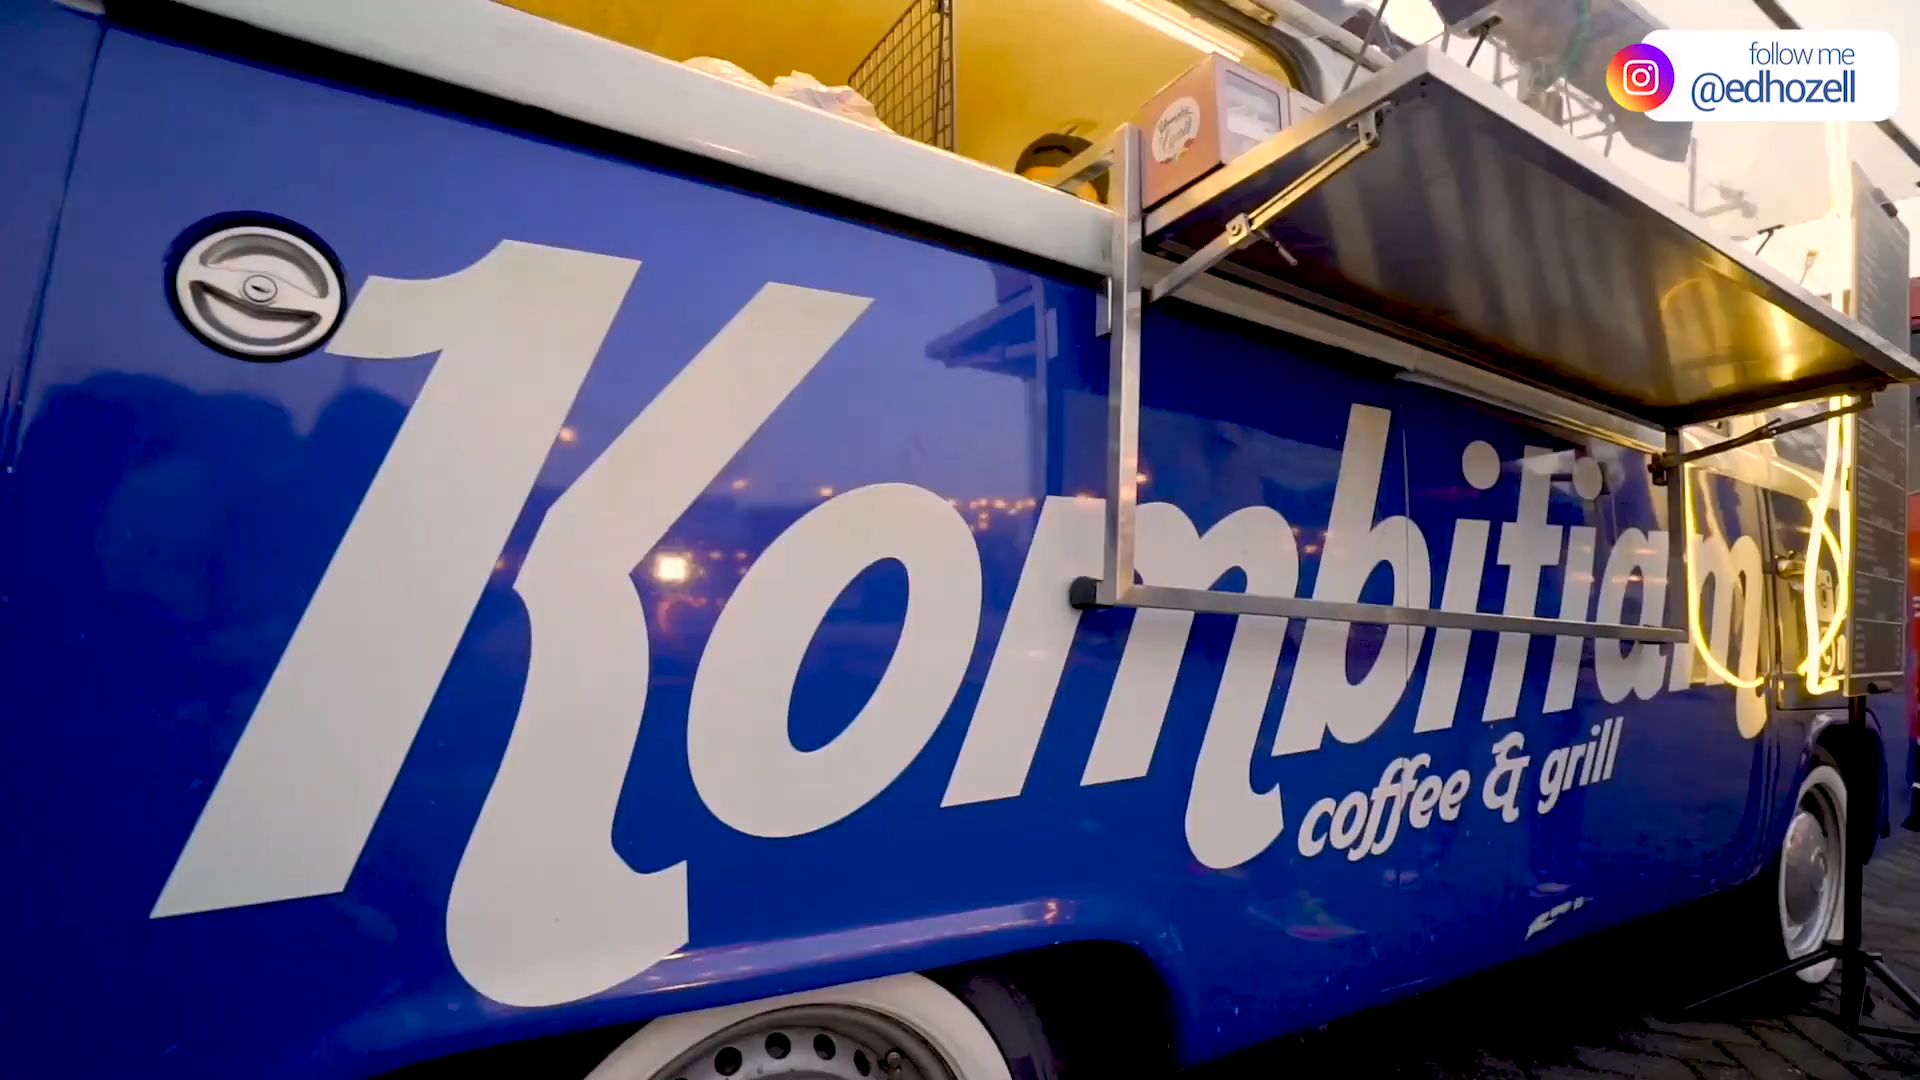 follow me
@edhozell
Kombifiam
coffee & grill